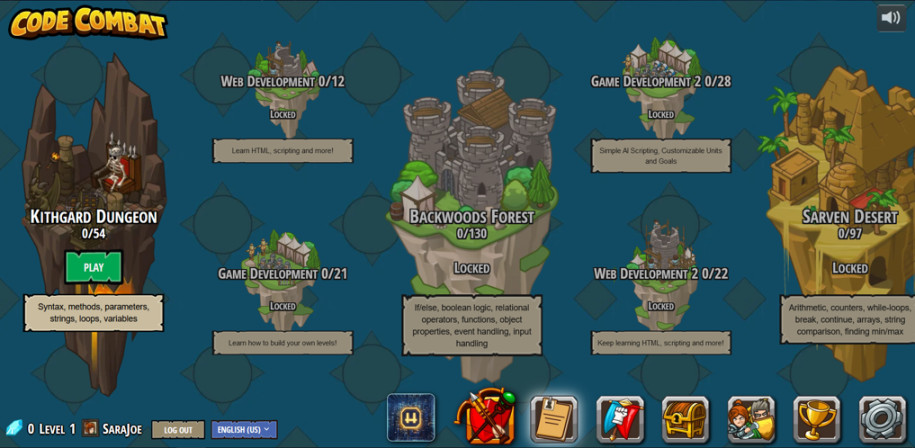 CODE COMBAT
Kithgard Dungeon
0/54
PLAY
Syntax, methods, parameters,
strings, loops, variables
Web Development 0/12
Locked
Learn HTML, scripting and more!
Game Development 0/21
Locked
Learn how to build your own levels!
Backwoods Forest
0/130
Locked
If/else, boolean logic, relational
operators, functions, object
properties, event handling, input
handling
Game Development 2 0/28
Locked
Simple AI Scripting, Customizable Units
and Goals
Web Development 2 0/22
Locked
Keep learning HTML, scripting and more!
Sarven Desert
0/97
Locked
Arithmetic, counters, while-loops,
break, continue, arrays, string
comparison, finding min/max
0 Level 1 SaraJoe Log Out English (US)